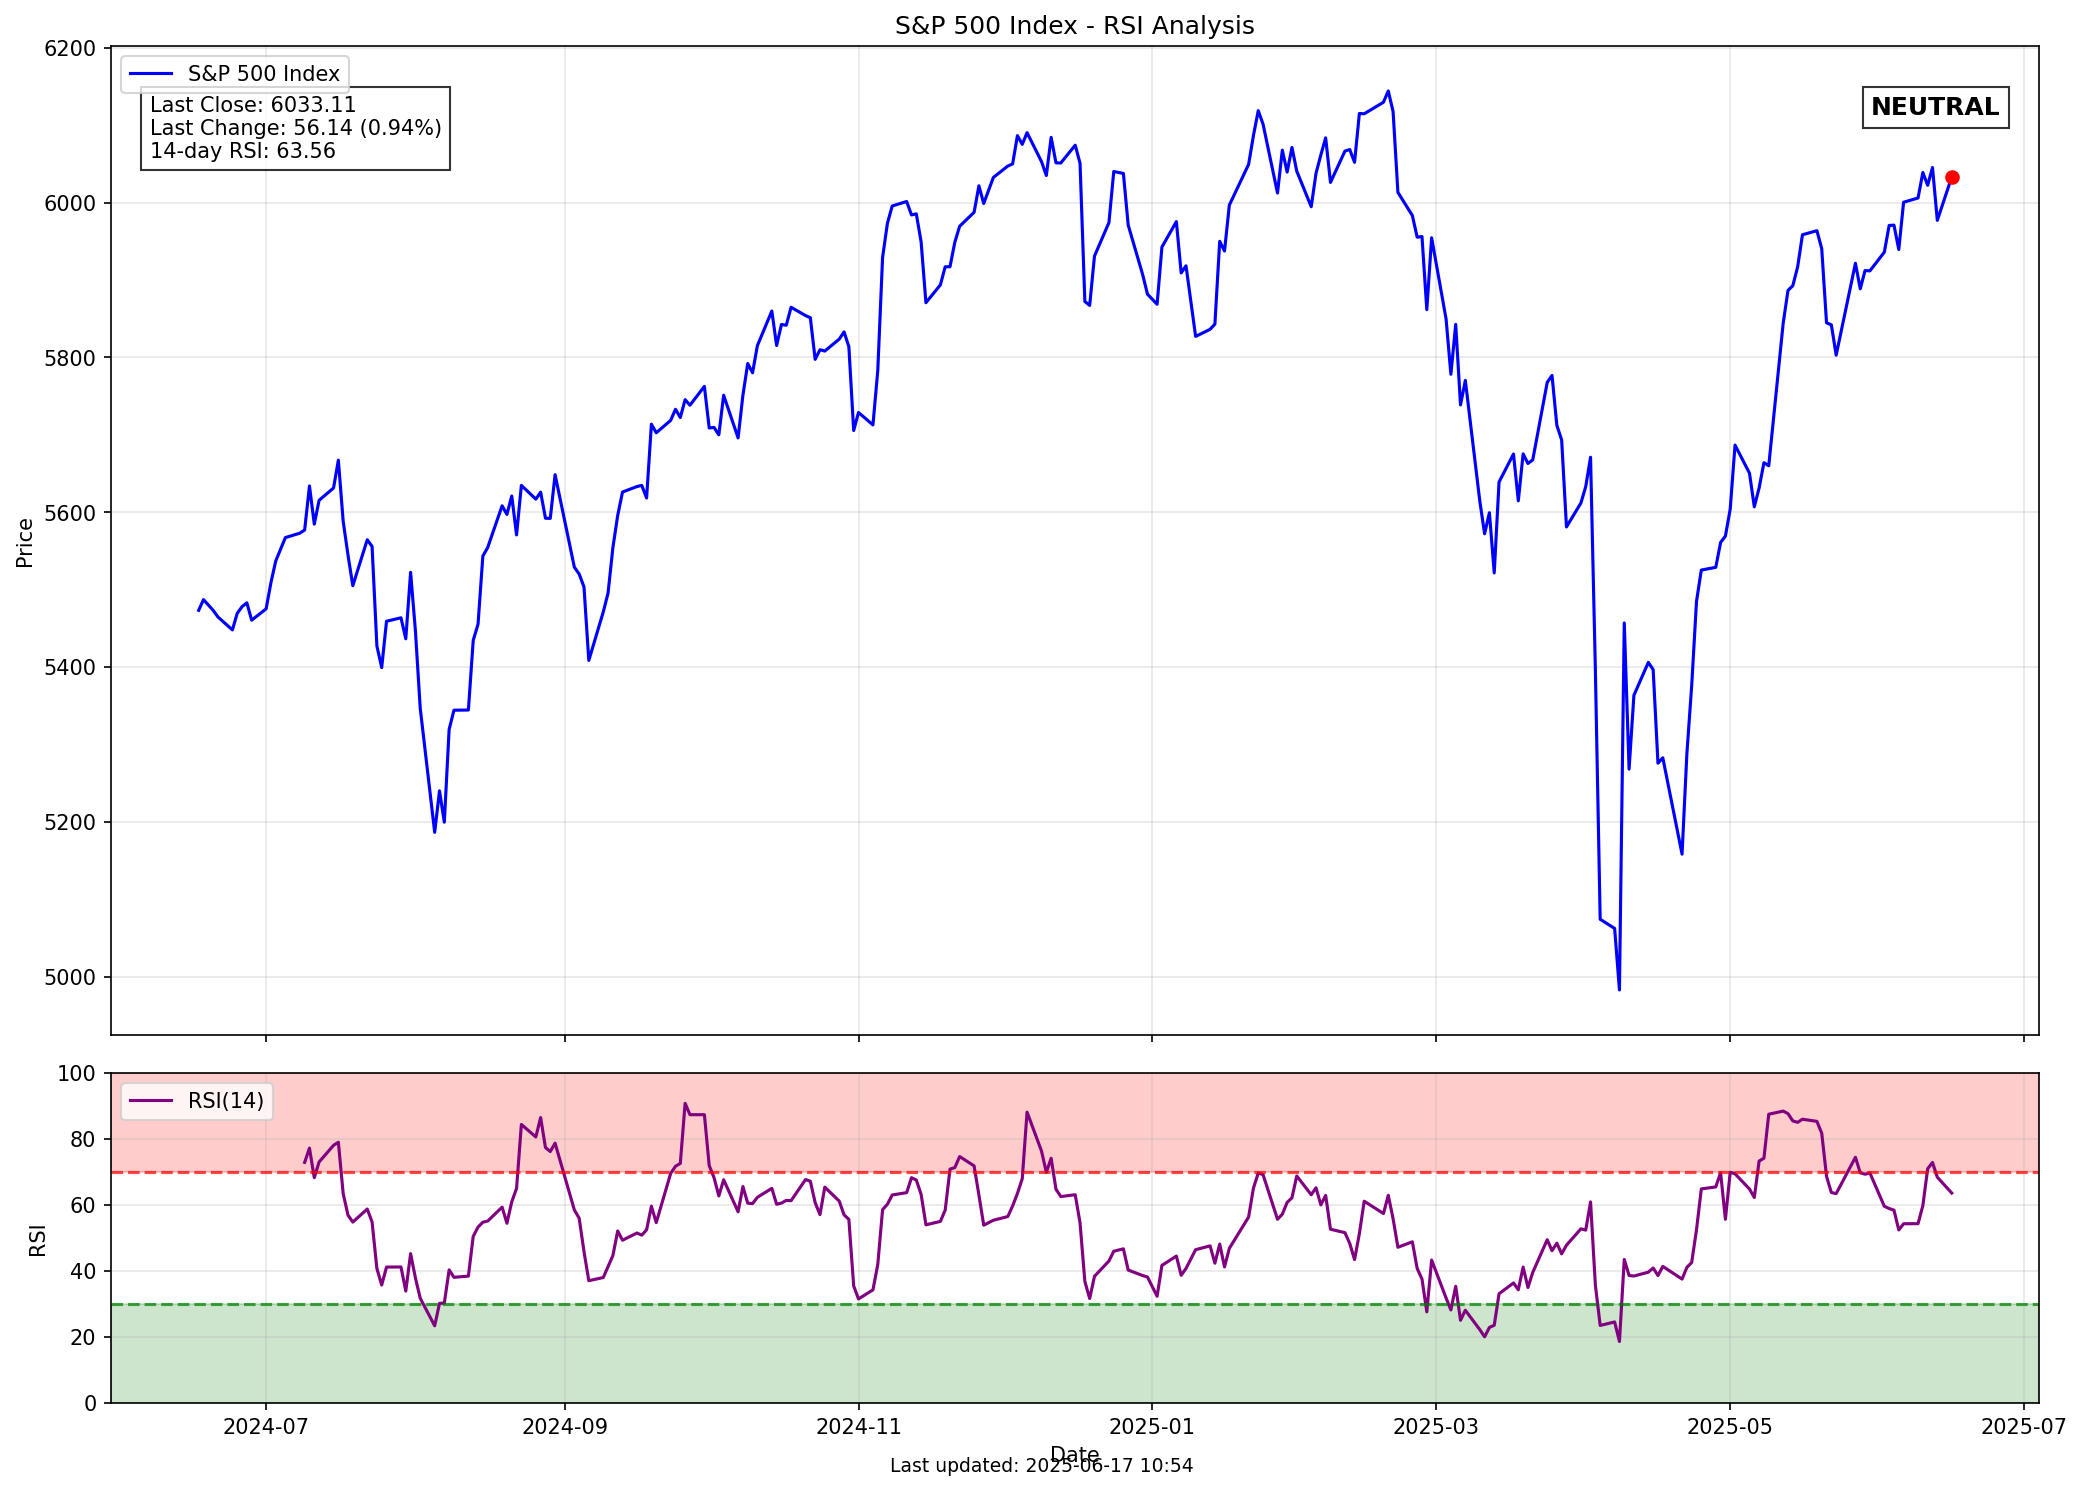 S&P 500 Index - RSI Analysis
S&P 500 Index
Last Close: 6033.11
Last Change: 56.14 (0.94%)
14-day RSI: 63.56
NEUTRAL
Price
6200
6000
5800
5600
5400
5200
5000
RSI(14)
RSI
100
80
60
40
20
0
2024-07
2024-09
2024-11
2025-01
2025-03
2025-05
2025-07
Date
Last updated: 2025-06-17 10:54